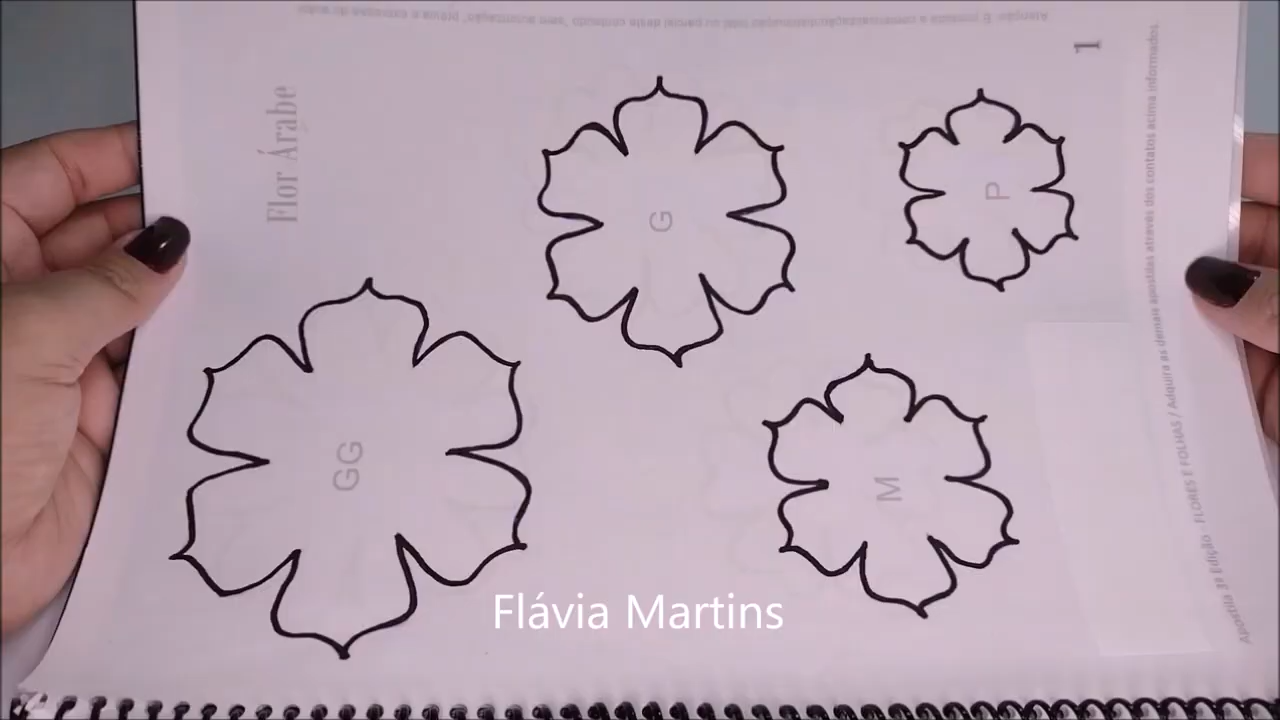 Flor Árabe
GG
G
M
P
1
Apostila 3ª Edição - FLORES E FOLHAS / Adquira as demais apostilas através dos contatos acima informados
Flávia Martins